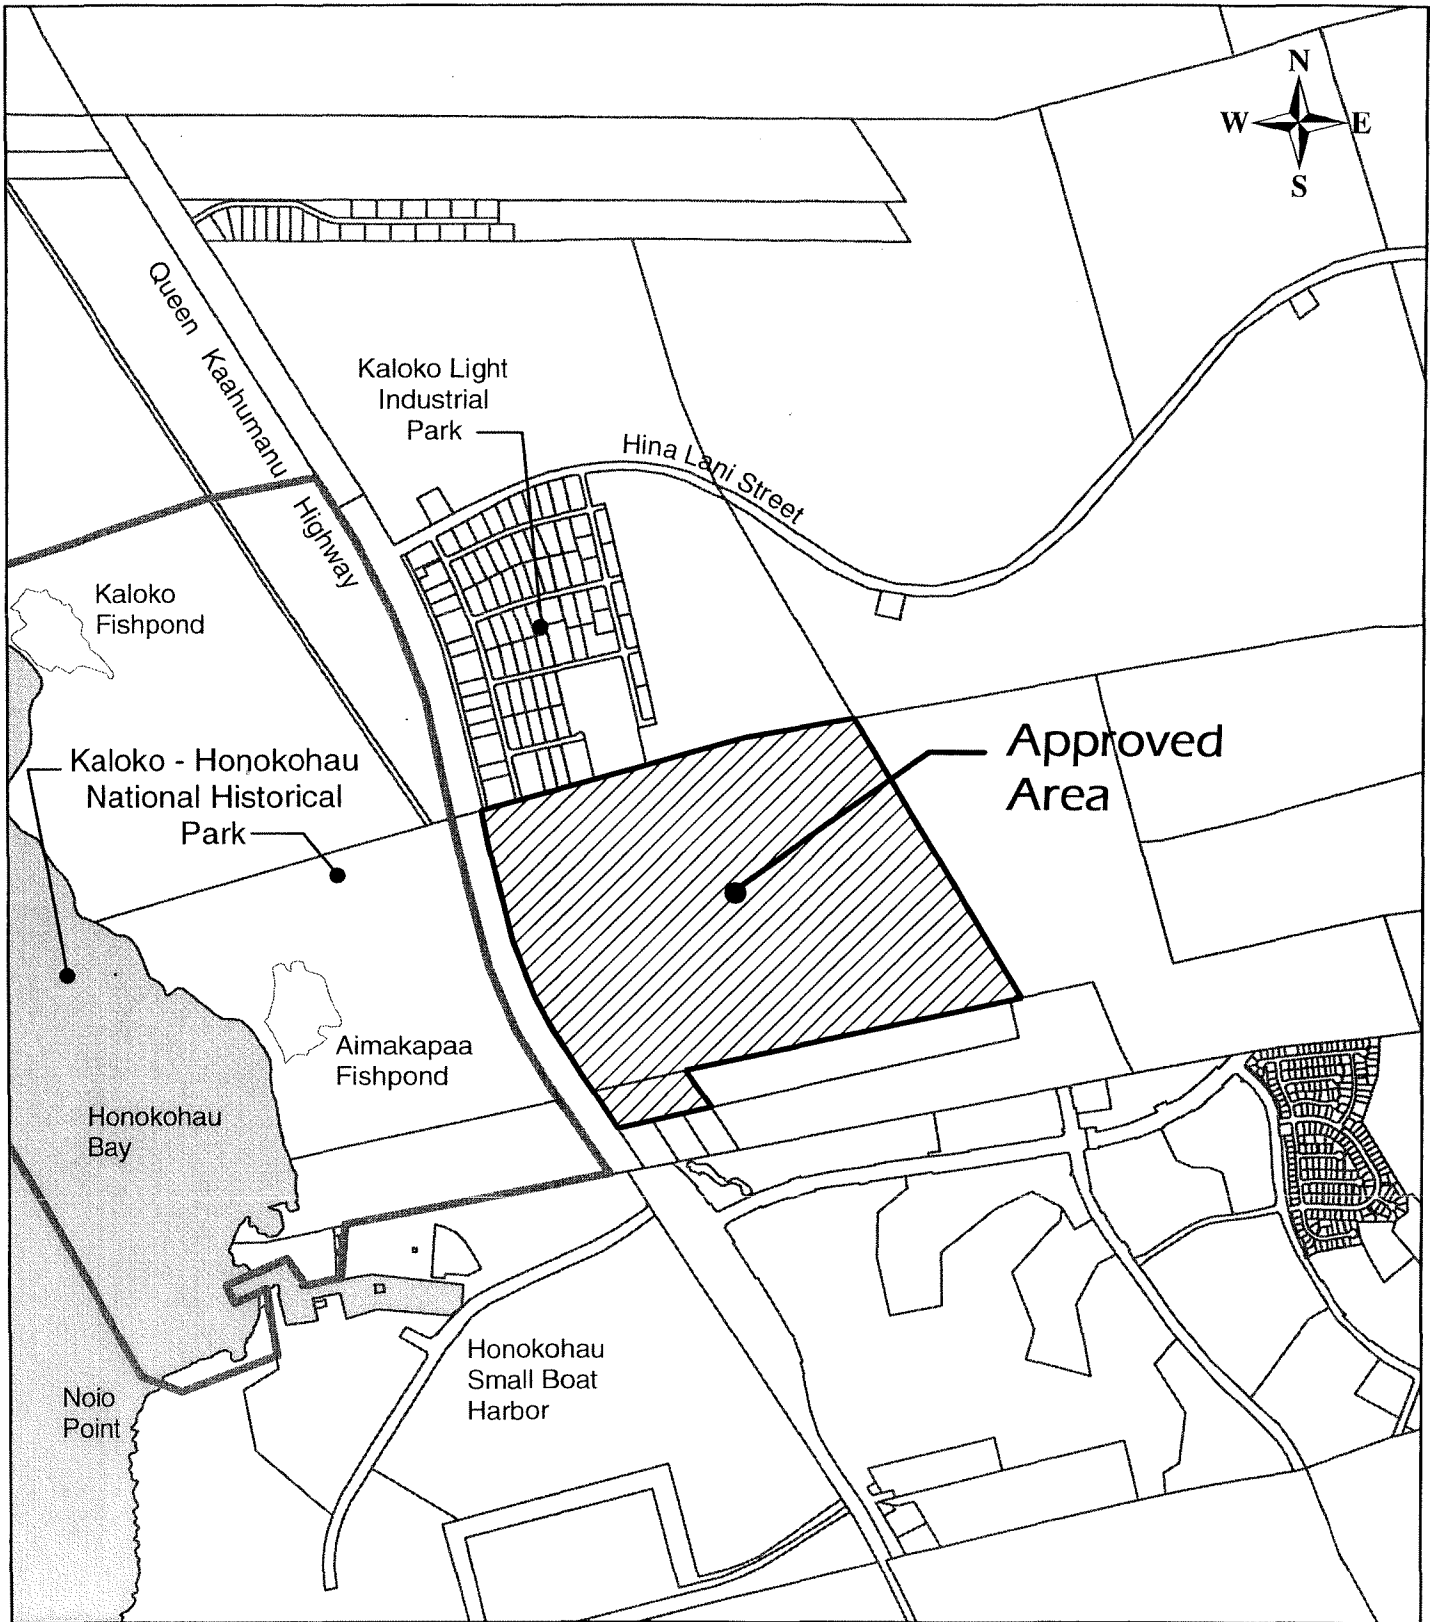 N
W E
S
Queen Kaahumanu Highway
Kaloko Light
Industrial
Park
Hina Lani Street
Kaloko
Fishpond
Kaloko - Honokohau
National Historical
Park
Approved
Area
Aimakapaa
Fishpond
Honokohau
Bay
Honokohau
Small Boat
Harbor
Noio
Point